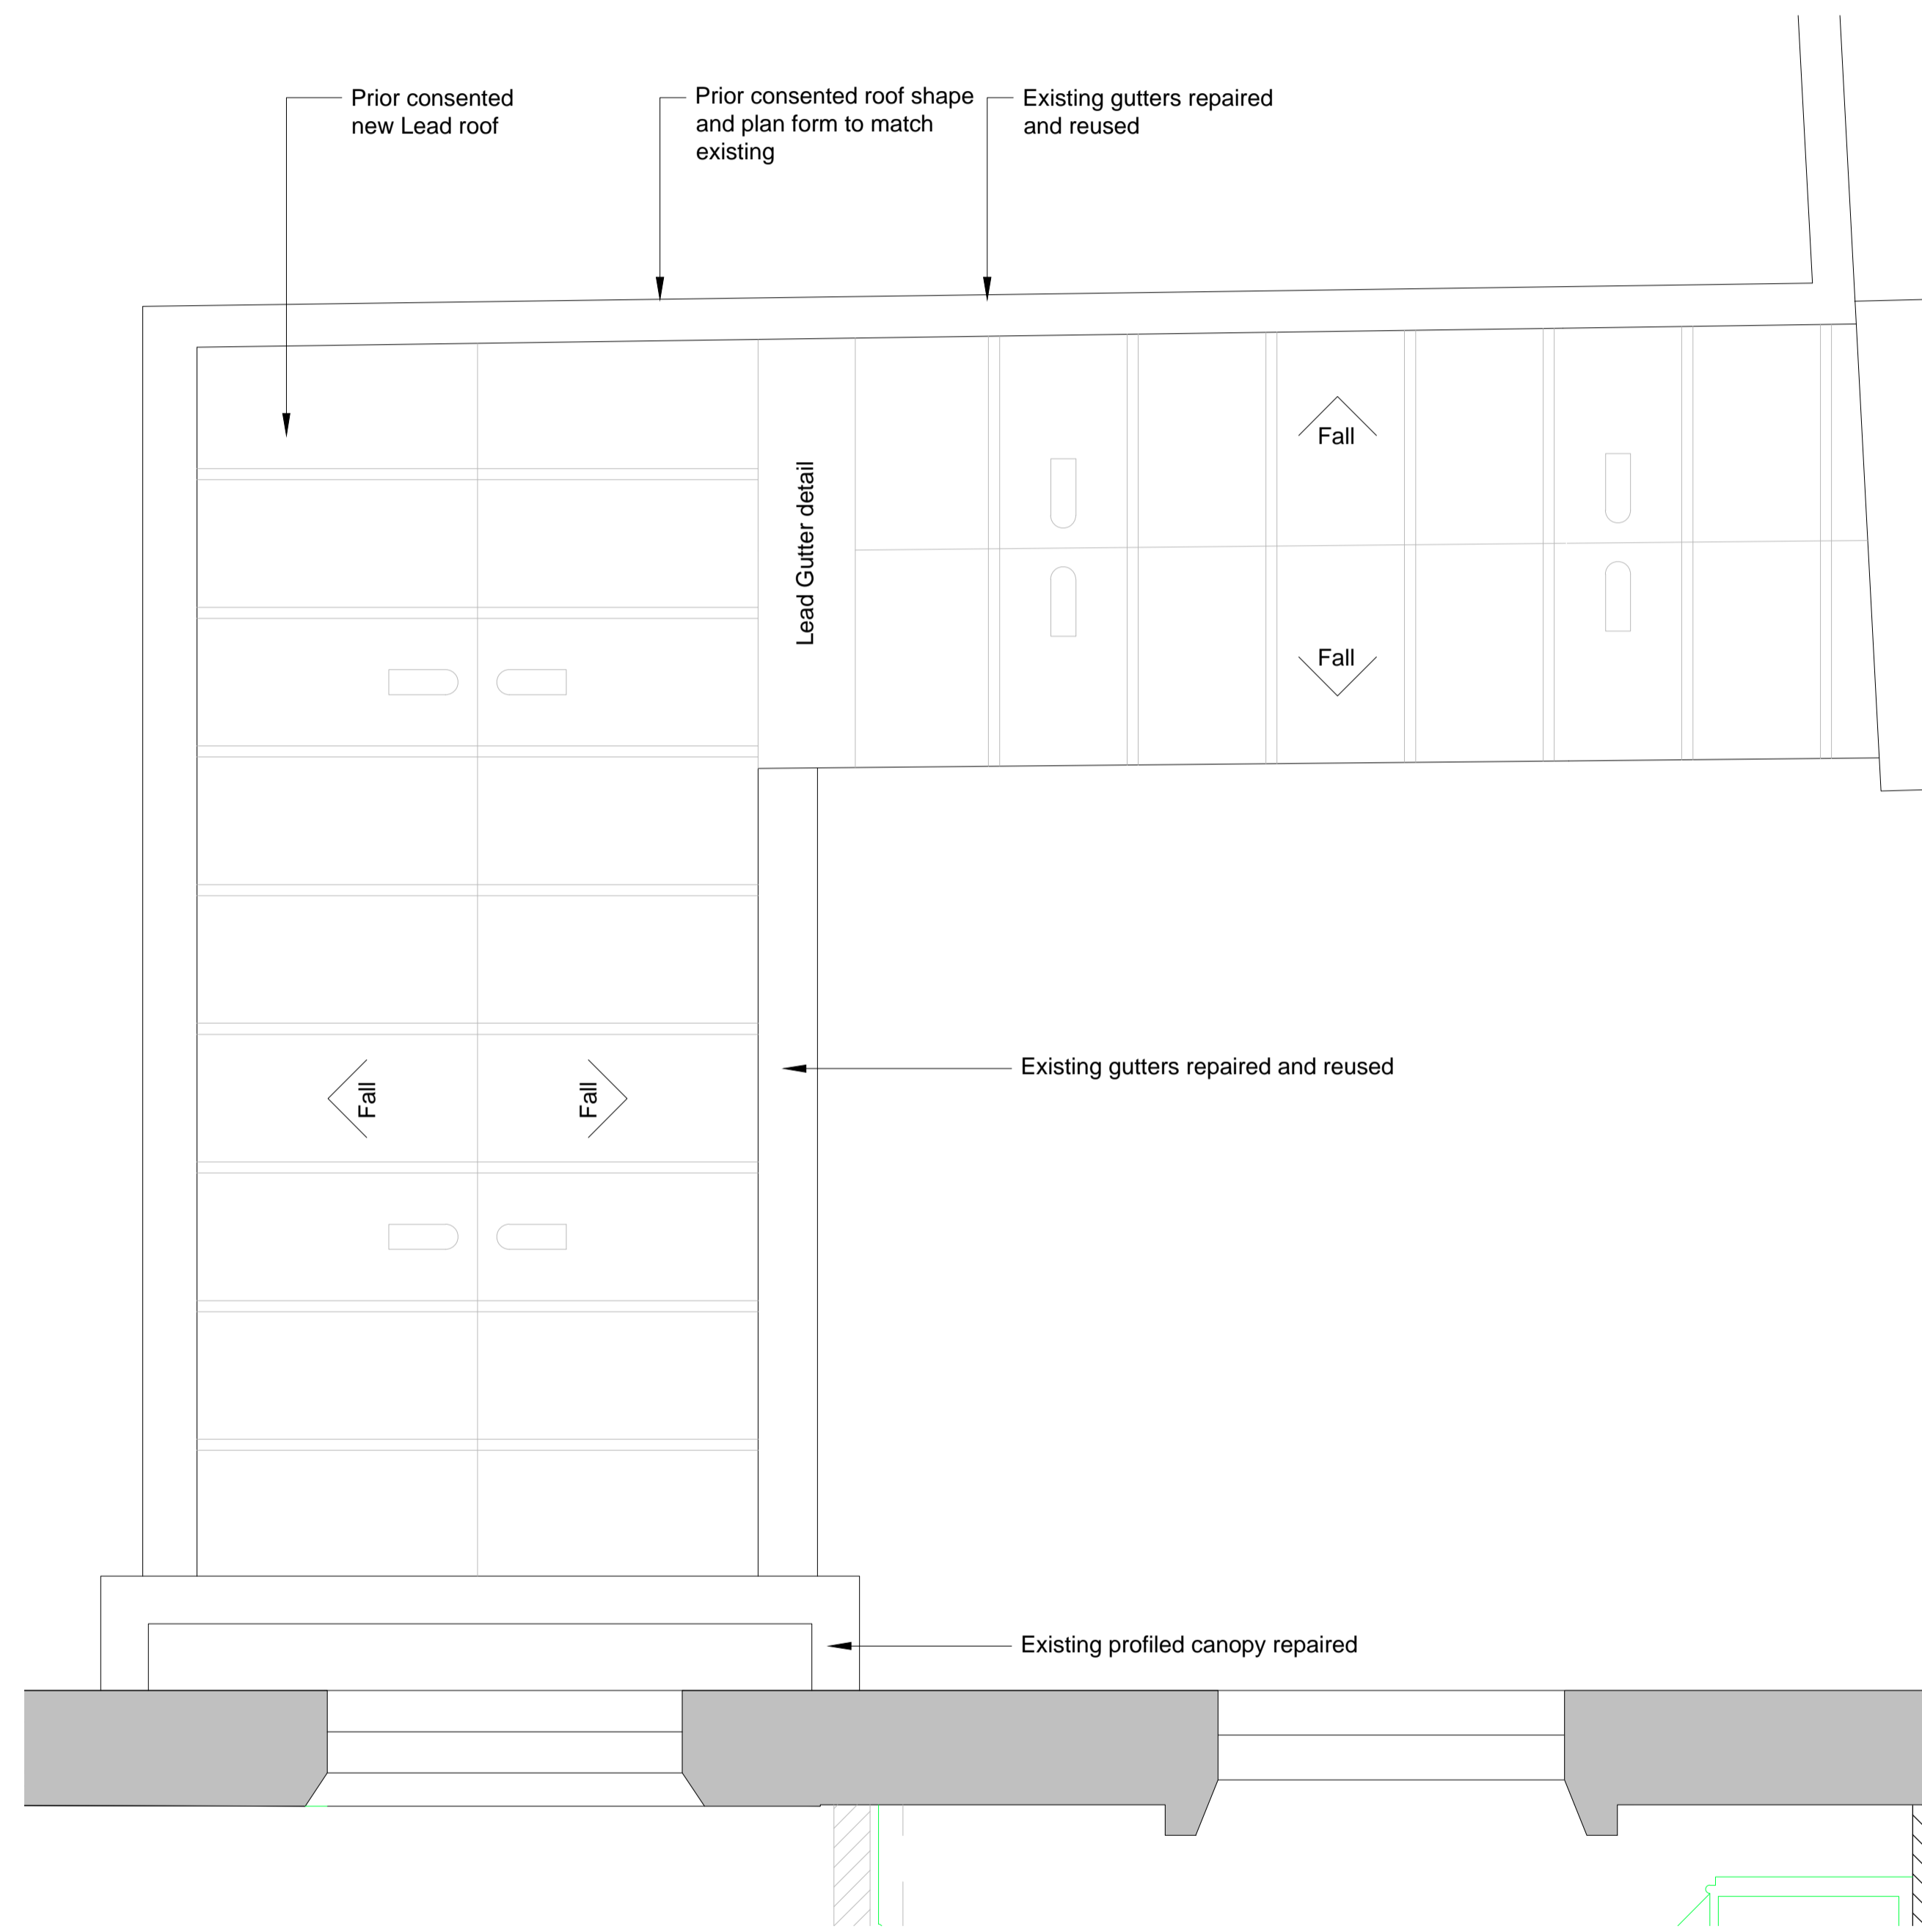 Prior consented
new Lead roof
Prior consented roof shape
and plan form to match
existing
Existing gutters repaired
and reused
Fall
Lead Gutter detail
Fall
Existing gutters repaired and reused
Fall
Fall
Existing profiled canopy repaired